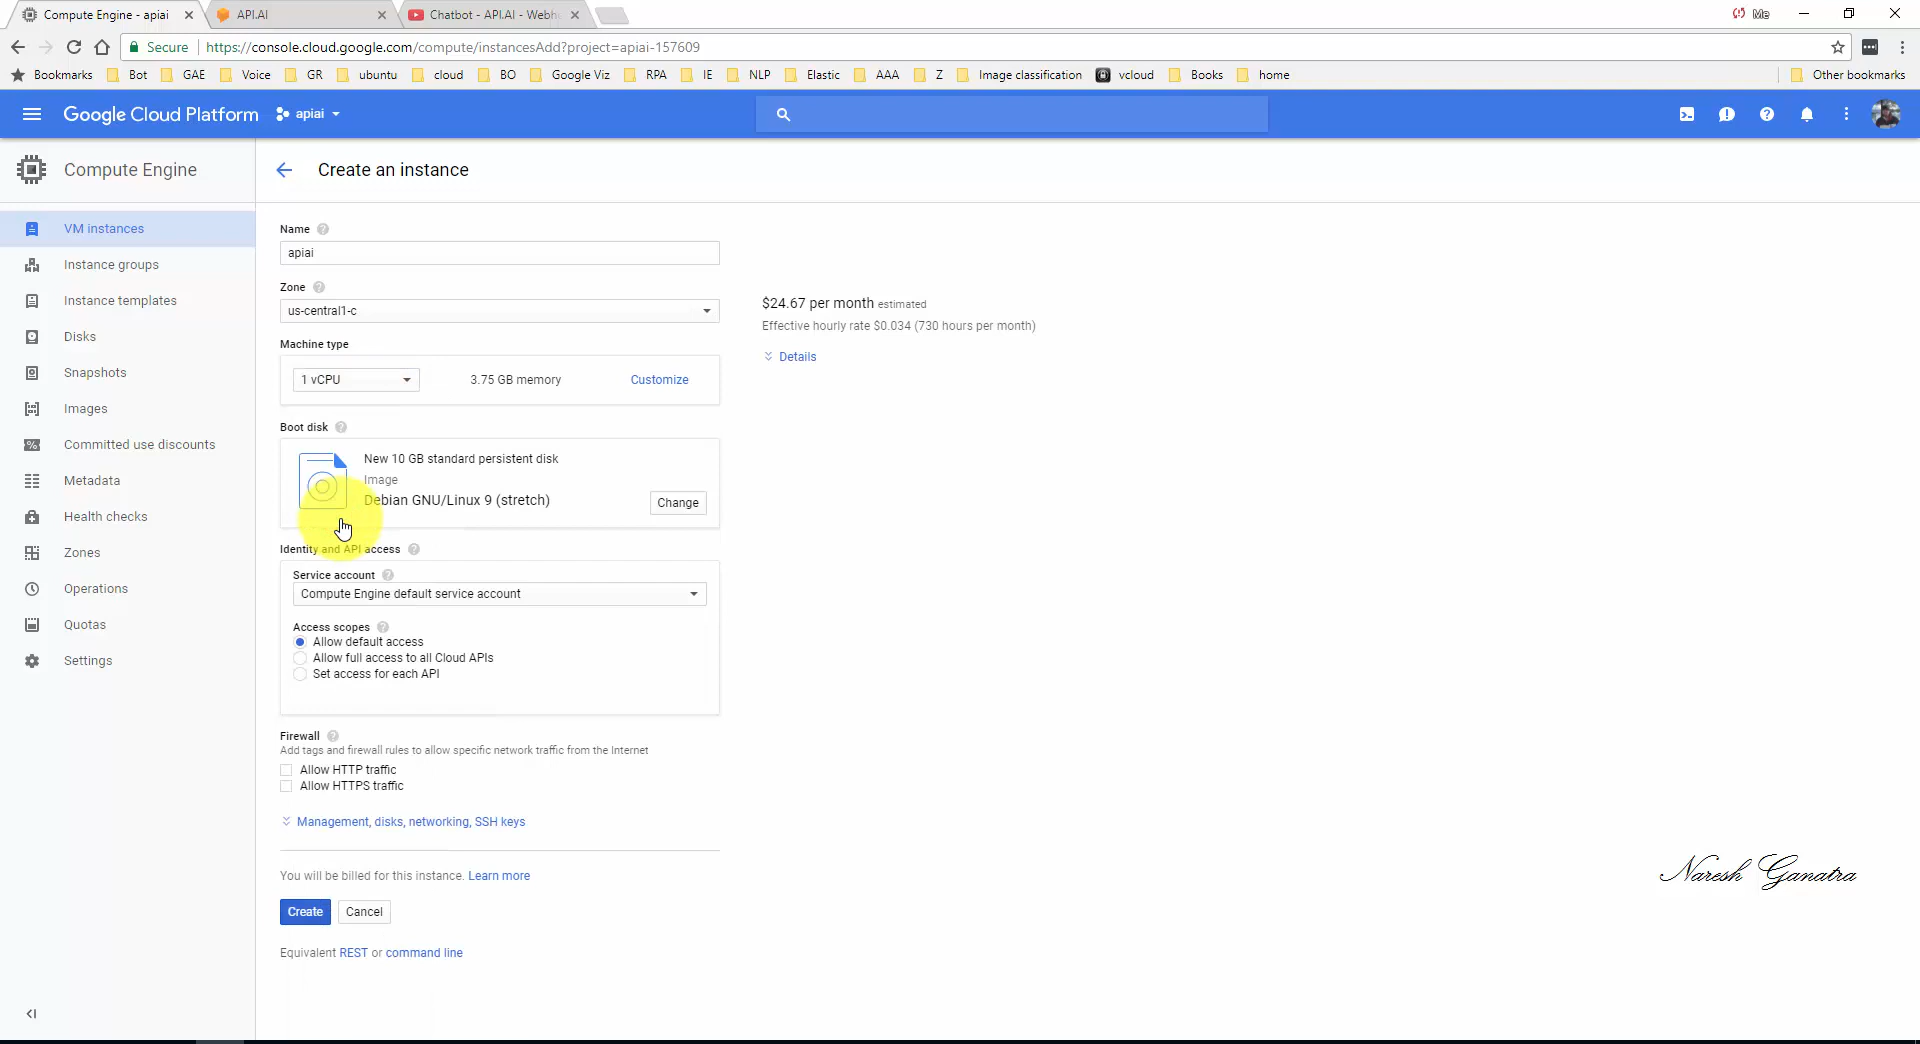 Compute Engine - apiai
API.AI
Chatbot - API.AI - Webh
Me
Secure
https://console.cloud.google.com/compute/instancesAdd?project=apiai-157609
Bookmarks Bot GAE Voice GR ubuntu cloud BO Google Viz RPA IE NLP Elastic AAA Z Image classification vcloud Books home Other bookmarks
Google Cloud Platform apiai
Compute Engine
Create an instance
VM instances
Instance groups
Instance templates
Disks
Snapshots
Images
Committed use discounts
Metadata
Health checks
Zones
Operations
Quotas
Settings
Name
apiai
Zone
us-central1-c
Machine type
1 vCPU 3.75 GB memory Customize
Boot disk
New 10 GB standard persistent disk
Image
Debian GNU/Linux 9 (stretch)
Change
Identity and API access
Service account
Compute Engine default service account
Access scopes
Allow default access
Allow full access to all Cloud APIs
Set access for each API
Firewall
Add tags and firewall rules to allow specific network traffic from the Internet
Allow HTTP traffic
Allow HTTPS traffic
Management, disks, networking, SSH keys
You will be billed for this instance. Learn more
Create Cancel
Equivalent REST or command line
$24.67 per month estimated
Effective hourly rate $0.034 (730 hours per month)
Details
Naresh Ganatra